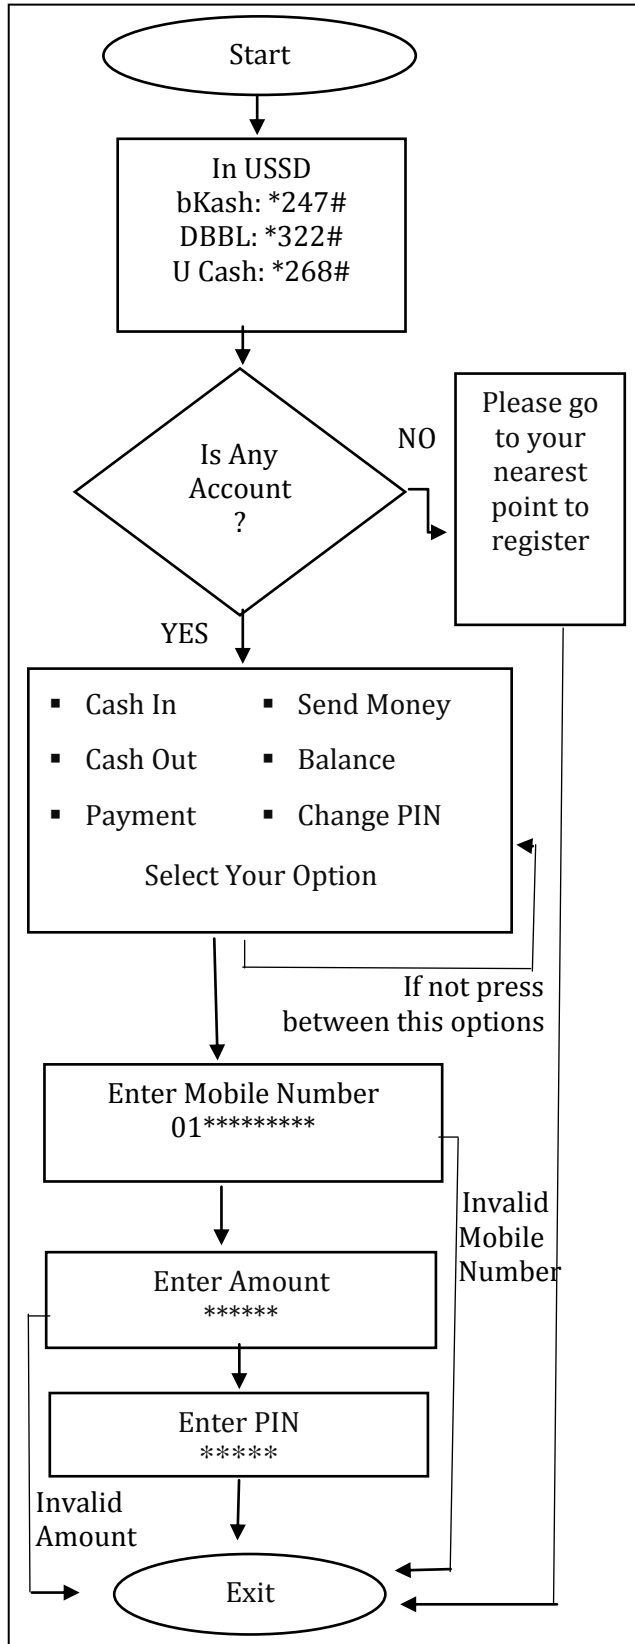 Start
In USSD
bKash: *247#
DBBL: *322#
U Cash: *268#
Is Any
Account
?
NO
Please go
to your
nearest
point to
register
YES
▪ Cash In
▪ Send Money
▪ Cash Out
▪ Balance
▪ Payment
▪ Change PIN
Select Your Option
If not press
between this options
Enter Mobile Number
01*********
Invalid
Mobile
Number
Enter Amount
******
Enter PIN
*****
Invalid
Amount
Exit